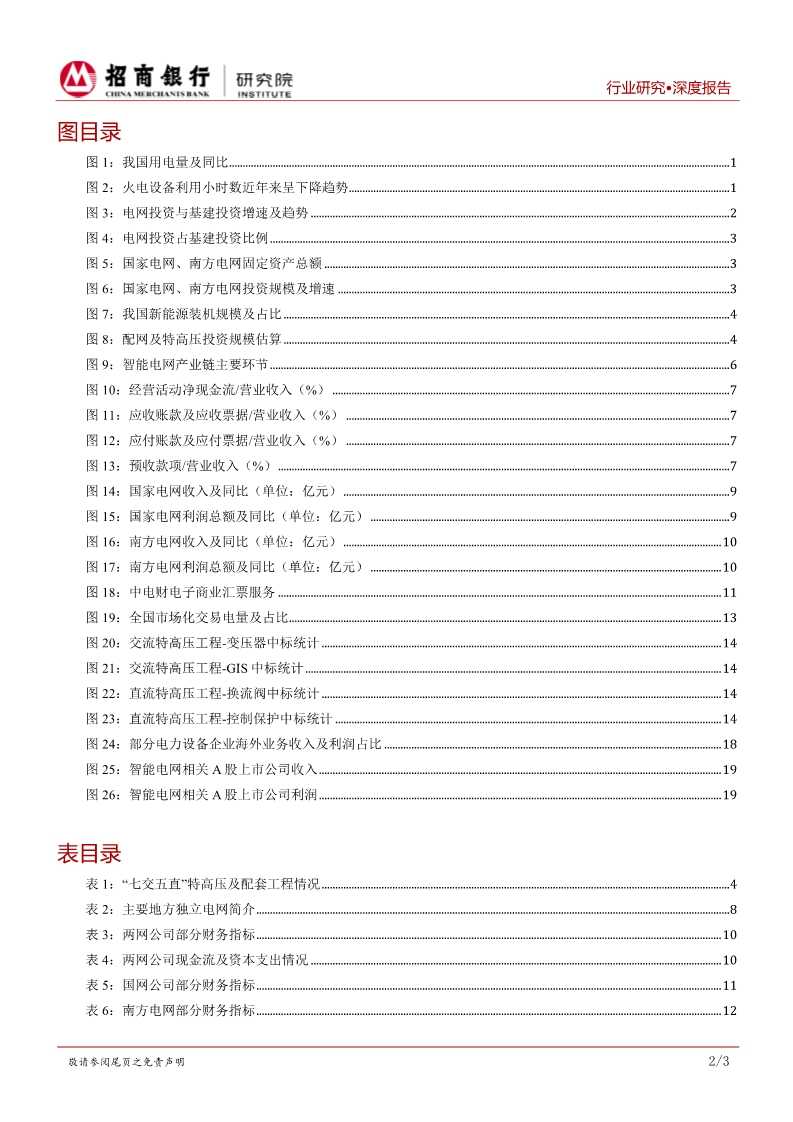 招商银行 研究院
CHINA MERCHANTS BANK INSTITUTE
行业研究•深度报告
图目录
图 1：我国用电量及同比 1
图 2：火电设备利用小时数近年来呈下降趋势 1
图 3：电网投资与基建投资增速及趋势 2
图 4：电网投资占基建投资比例 3
图 5：国家电网、南方电网固定资产总额 3
图 6：国家电网、南方电网投资规模及增速 3
图 7：我国新能源装机规模及占比 4
图 8：配网及特高压投资规模估算 4
图 9：智能电网产业链主要环节 6
图 10：经营活动净现金流/营业收入（%） 7
图 11：应收账款及应收票据/营业收入（%） 7
图 12：应付账款及应付票据/营业收入（%） 7
图 13：预收款项/营业收入（%） 7
图 14：国家电网收入及同比（单位：亿元） 9
图 15：国家电网利润总额及同比（单位：亿元） 9
图 16：南方电网收入及同比（单位：亿元） 10
图 17：南方电网利润总额及同比（单位：亿元） 10
图 18：中电财电子商业汇票服务 11
图 19：全国市场化交易电量及占比 13
图 20：交流特高压工程-变压器中标统计 14
图 21：交流特高压工程-GIS 中标统计 14
图 22：直流特高压工程-换流阀中标统计 14
图 23：直流特高压工程-控制保护中标统计 14
图 24：部分电力设备企业海外业务收入及利润占比 18
图 25：智能电网相关 A 股上市公司收入 19
图 26：智能电网相关 A 股上市公司利润 19
表目录
表 1：“七交五直”特高压及配套工程情况 4
表 2：主要地方独立电网简介 8
表 3：两网公司部分财务指标 10
表 4：两网公司现金流及资本支出情况 10
表 5：国网公司部分财务指标 11
表 6：南方电网部分财务指标 12
敬请参阅尾页之免责声明 2/3